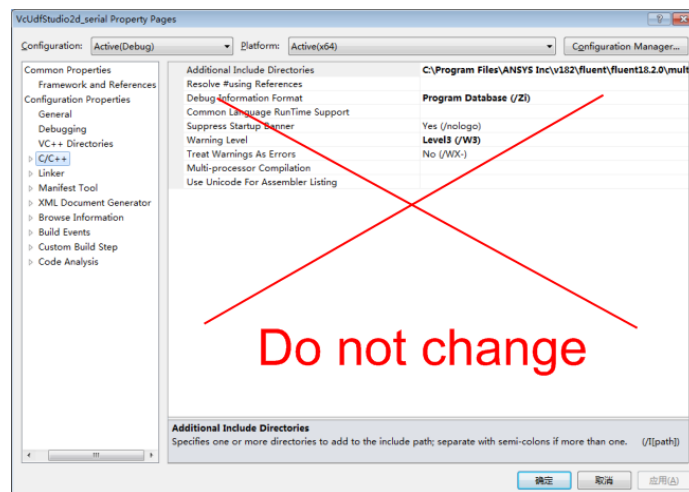 VcUdfStudio2d_serial Property Pages
Configuration: Active(Debug) Platform: Active(x64) Configuration Manager...
Common Properties
Framework and References
Configuration Properties
General
Debugging
VC++ Directories
C/C++
Linker
Manifest Tool
XML Document Generator
Browse Information
Build Events
Custom Build Step
Code Analysis
Additional Include Directories C:\Program Files\ANSYS Inc\v182\fluent\fluent18.2.0\mult
Resolve #using References
Debug Information Format Program Database (/Zi)
Common Language RunTime Support
Suppress Startup Banner Yes (/nologo)
Warning Level Level3 (/W3)
Treat Warnings As Errors No (/WX-)
Multi-processor Compilation
Use Unicode For Assembler Listing
Do not change
Additional Include Directories
Specifies one or more directories to add to the include path; separate with semi-colons if more than one. (/I[path])
确定 取消 应用(A)